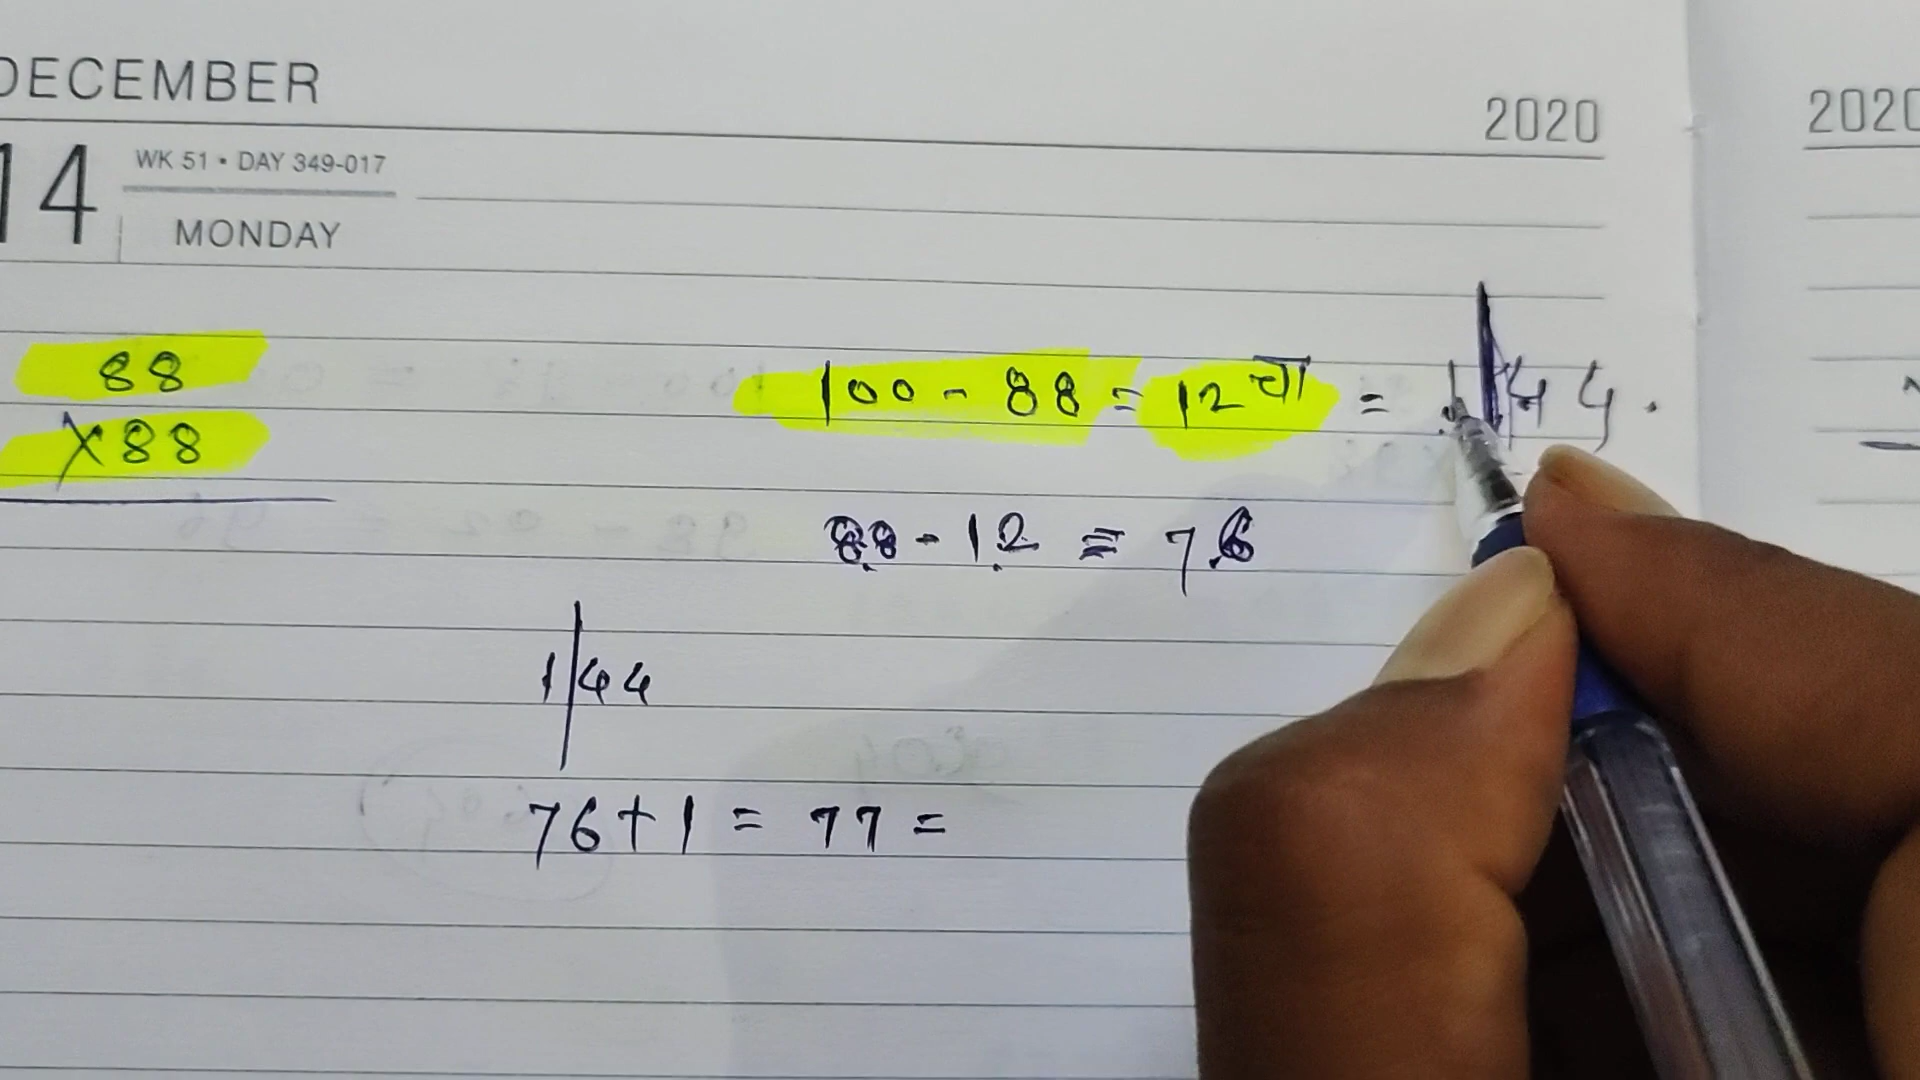 DECEMBER 2020 2020
14 WK 51 • DAY 349-017
MONDAY
88 100 - 88 = 12 चा = 1|44.
X88
88 - 12 = 76
1|44
76+1 = 77 =